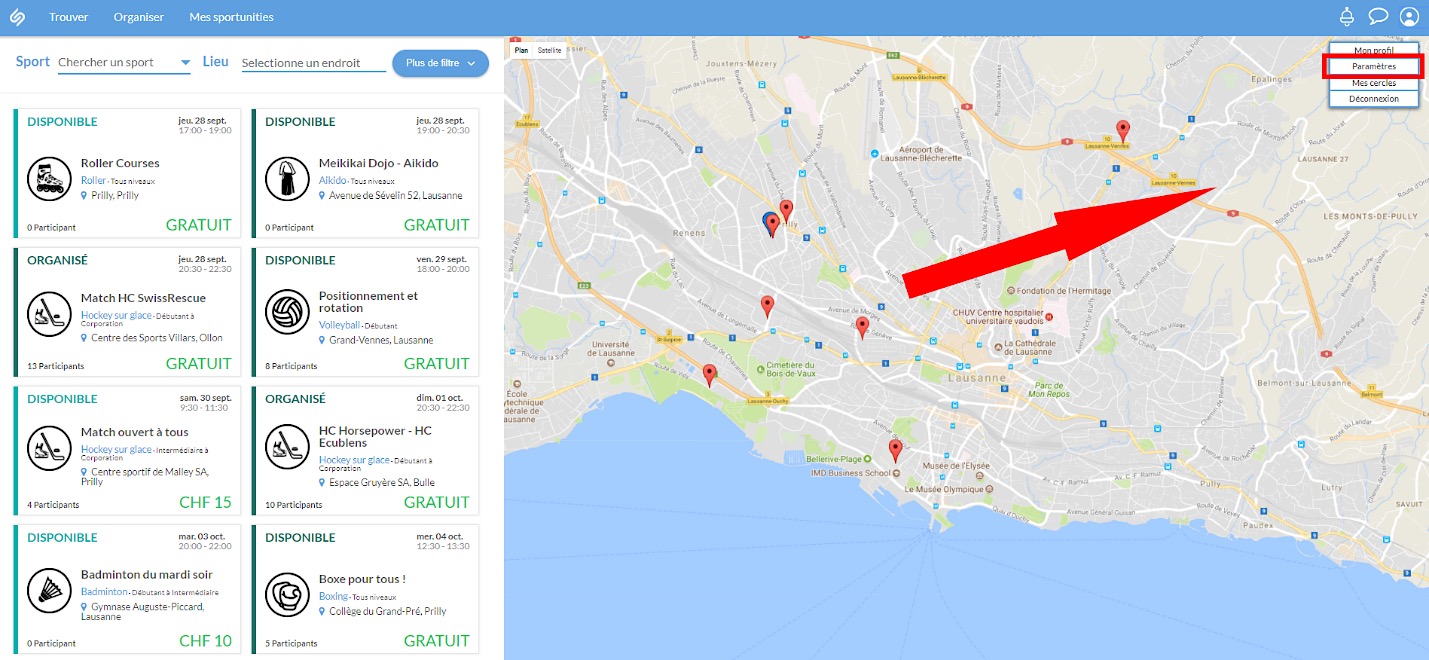 Trouver
Organiser
Mes sportunities
Sport
Chercher un sport
Lieu
Selectionne un endroit
Plus de filtre
DISPONIBLE
jeu. 28 sept.
17:00 - 19:00
Roller Courses
Roller · Tous niveaux
Prilly, Prilly
0 Participant
GRATUIT
DISPONIBLE
jeu. 28 sept.
19:00 - 20:30
Meikikai Dojo - Aikido
Aïkido · Tous niveaux
Avenue de Sévelin 52, Lausanne
0 Participant
GRATUIT
ORGANISÉ
jeu. 28 sept.
20:30 - 22:30
Match HC SwissRescue
Hockey sur glace · Débutant à
Corporation
Centre des Sports Villars, Ollon
13 Participants
GRATUIT
DISPONIBLE
ven. 29 sept.
18:00 - 20:00
Positionnement et
rotation
Volleyball · Débutant
Grand-Vennes, Lausanne
8 Participants
GRATUIT
DISPONIBLE
sam. 30 sept.
9:30 - 11:30
Match ouvert à tous
Hockey sur glace · Intermédiaire à
Corporation
Centre sportif de Malley SA,
Prilly
4 Participants
CHF 15
ORGANISÉ
dim. 01 oct.
20:30 - 22:30
HC Horsepower - HC
Ecublens
Hockey sur glace · Débutant à
Corporation
Espace Gruyère SA, Bulle
10 Participants
GRATUIT
DISPONIBLE
mar. 03 oct.
20:00 - 22:00
Badminton du mardi soir
Badminton · Débutant à Intermédiaire
Gymnase Auguste-Piccard,
Lausanne
0 Participant
CHF 10
DISPONIBLE
mer. 04 oct.
12:30 - 13:30
Boxe pour tous !
Boxing · Tous niveaux
Collège du Grand-Pré, Prilly
5 Participants
GRATUIT
Plan
Satellite
Mon profil
Paramètres
Mes cercles
Déconnexion
Jouxtens-Mézery
Lausanne-Blécherette
Epalinges
Aéroport de
Lausanne-Blécherette
Lausanne-Vennes
Lausanne-Vennes
LAUSANNE 27
LES MONTS-DE-PULLY
Renens
Fondation de l'Hermitage
CHUV Centre hospitalier
universitaire vaudois
La Cathédrale
de Lausanne
Université
de Lausanne
Cimetière du
Bois-de-Vaux
Lausanne
Parc de
Mon Repos
Belmont-sur-Lausanne
Belmont
École
ytechnique
dérale de
ausanne
Lausanne-Ouchy
Bellerive-Plage
IMD Business School
Musée de l'Elysée
Le Musée Olympique
Pully
Lutry
SAVUIT
Paudex
Avenue Général Guisan